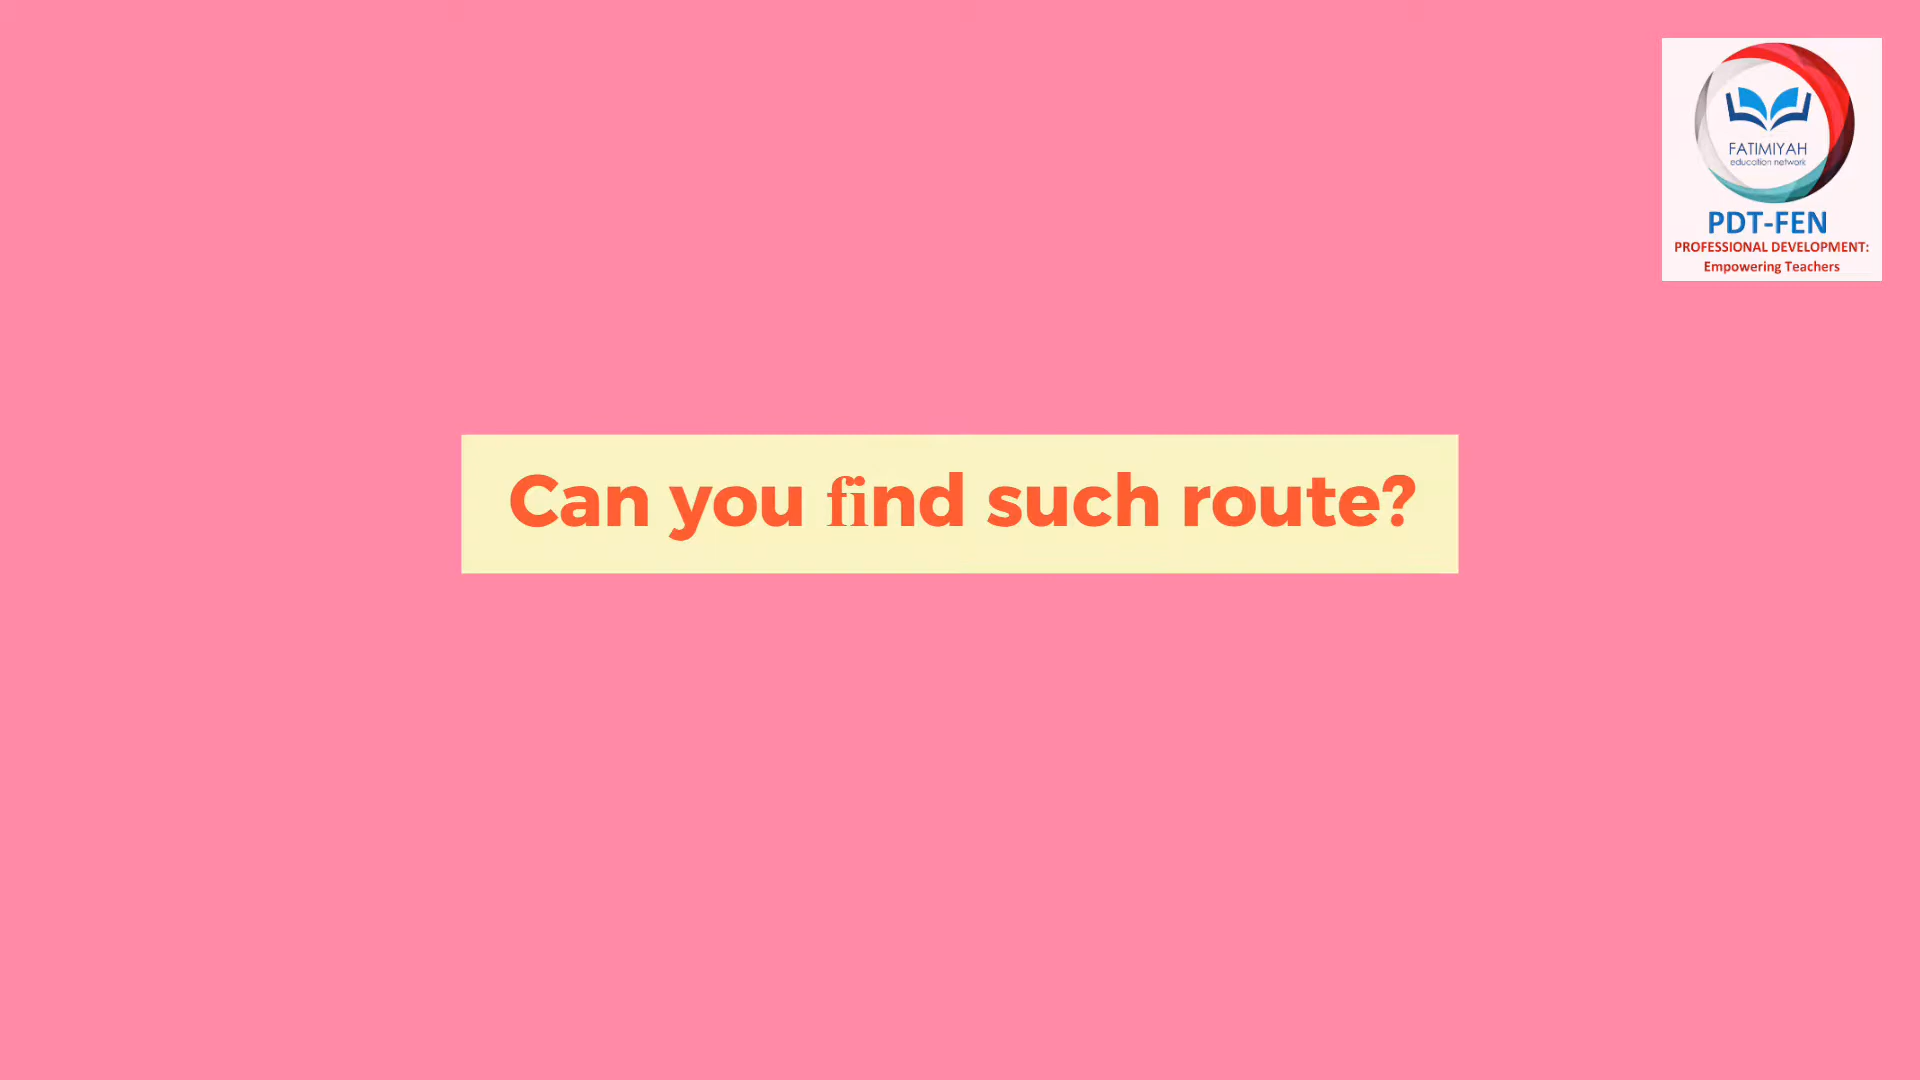 FATIMIYAH
education network
PDT-FEN
PROFESSIONAL DEVELOPMENT:
Empowering Teachers
Can you find such route?